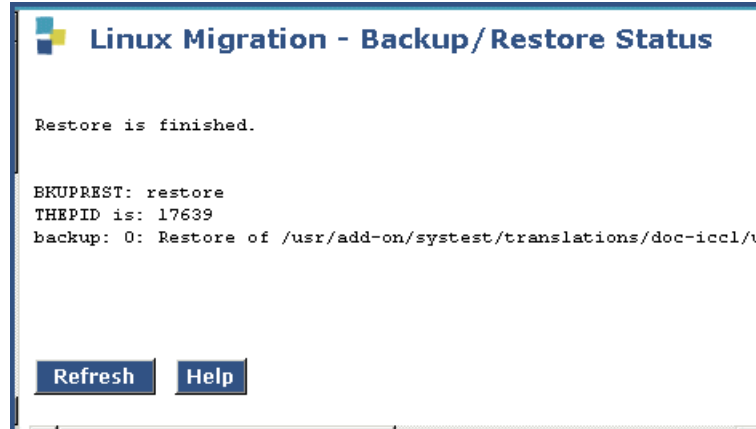 Linux Migration - Backup/Restore Status
Restore is finished.
BKUPREST: restore
THEPID is: 17639
backup: 0: Restore of /usr/add-on/systest/translations/doc-iccl/
Refresh
Help